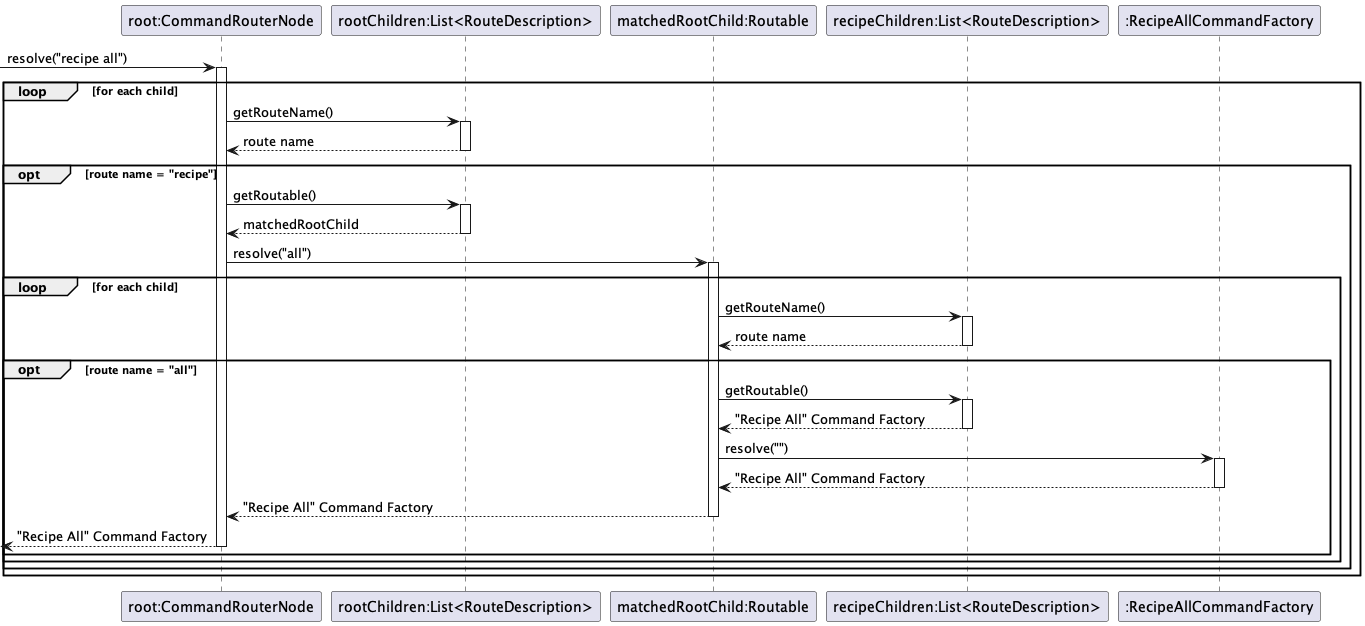 root:CommandRouterNode
rootChildren:List<RouteDescription>
matchedRootChild:Routable
recipeChildren:List<RouteDescription>
:RecipeAllCommandFactory
resolve("recipe all")
loop [for each child]
getRouteName()
route name
opt [route name = "recipe"]
getRoutable()
matchedRootChild
resolve("all")
loop [for each child]
getRouteName()
route name
opt [route name = "all"]
getRoutable()
"Recipe All" Command Factory
resolve("")
"Recipe All" Command Factory
"Recipe All" Command Factory
"Recipe All" Command Factory
root:CommandRouterNode
rootChildren:List<RouteDescription>
matchedRootChild:Routable
recipeChildren:List<RouteDescription>
:RecipeAllCommandFactory